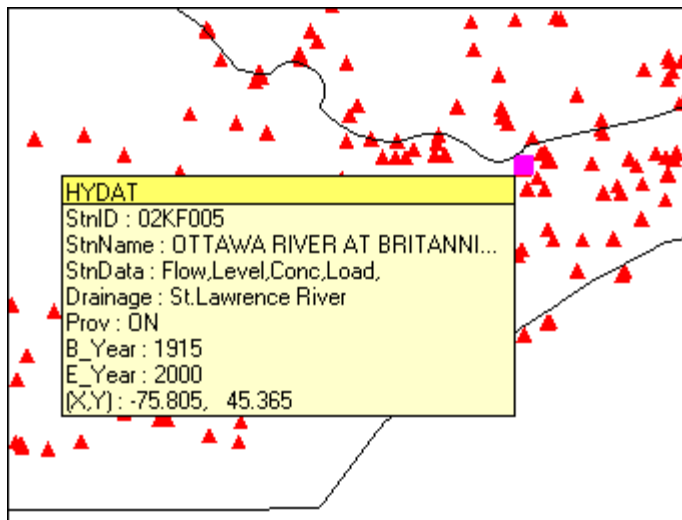 HYDAT
StnID : 02KF005
StnName : OTTAWA RIVER AT BRITANNI...
StnData : Flow,Level,Conc,Load,
Drainage : St.Lawrence River
Prov : ON
B_Year : 1915
E_Year : 2000
(X,Y) : -75.805, 45.365